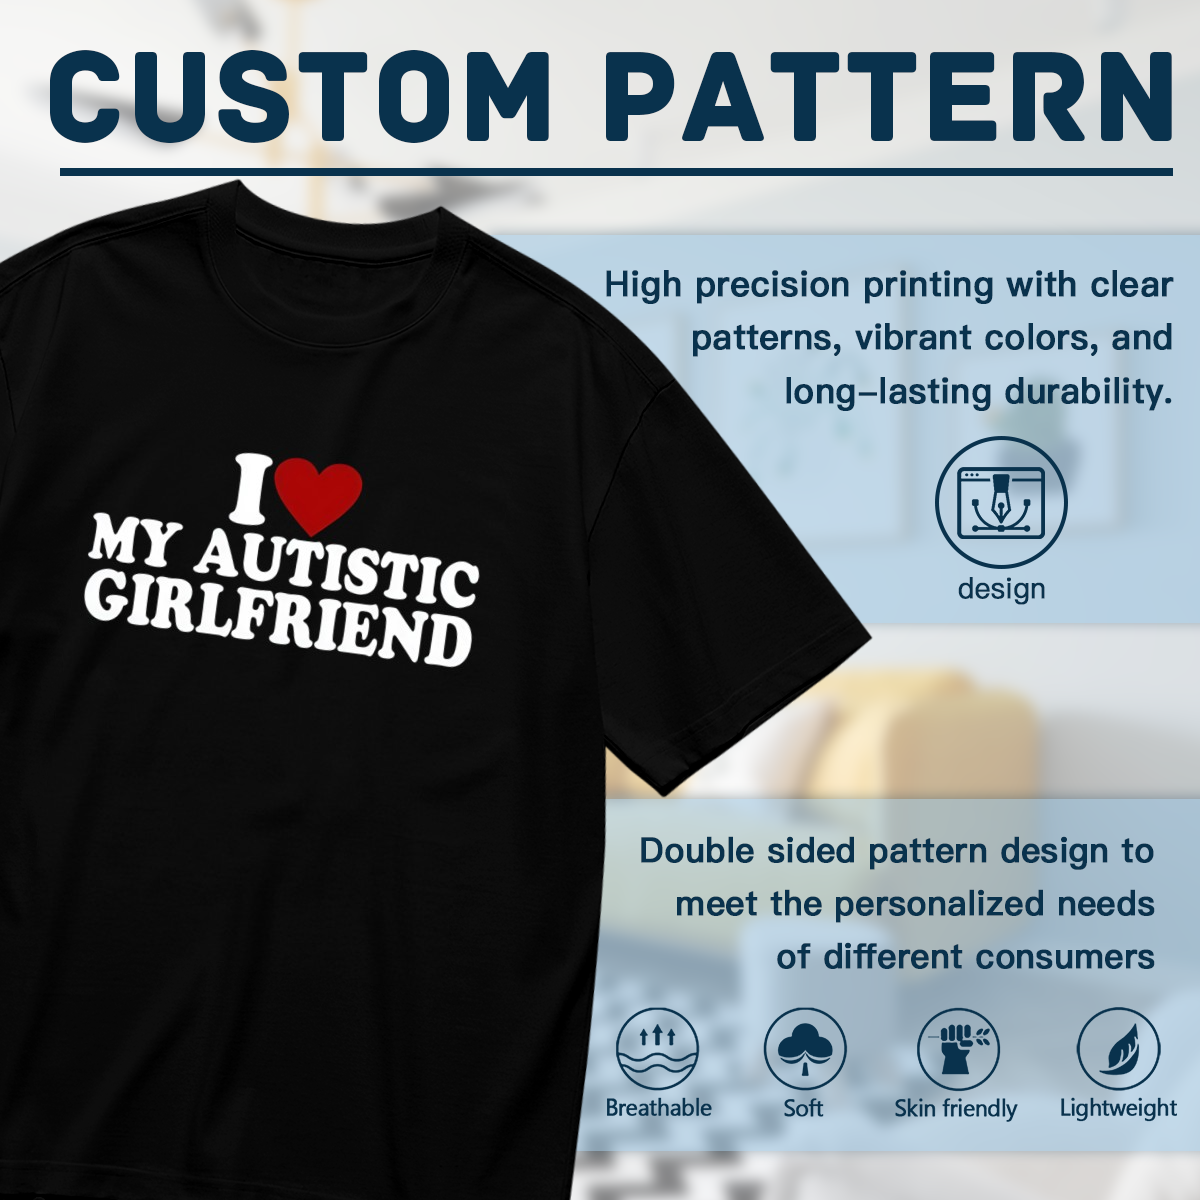 CUSTOM PATTERN
High precision printing with clear
patterns, vibrant colors, and
long-lasting durability.
design
I ❤
MY AUTISTIC
GIRLFRIEND
Double sided pattern design to
meet the personalized needs
of different consumers
Breathable
Soft
Skin friendly
Lightweight